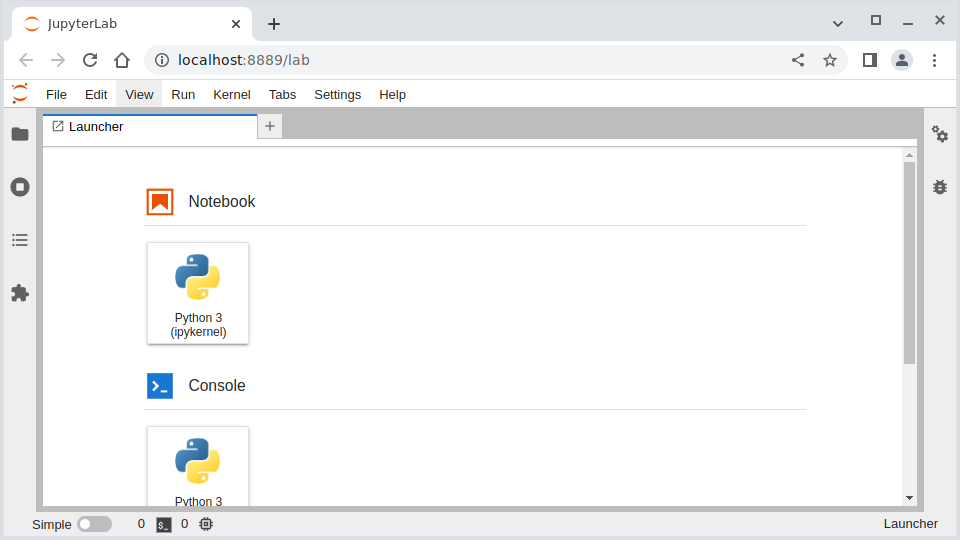 JupyterLab
localhost:8889/lab
File Edit View Run Kernel Tabs Settings Help
Launcher
Notebook
Python 3
(ipykernel)
Console
Python 3
Simple 0 $_ 0 Launcher